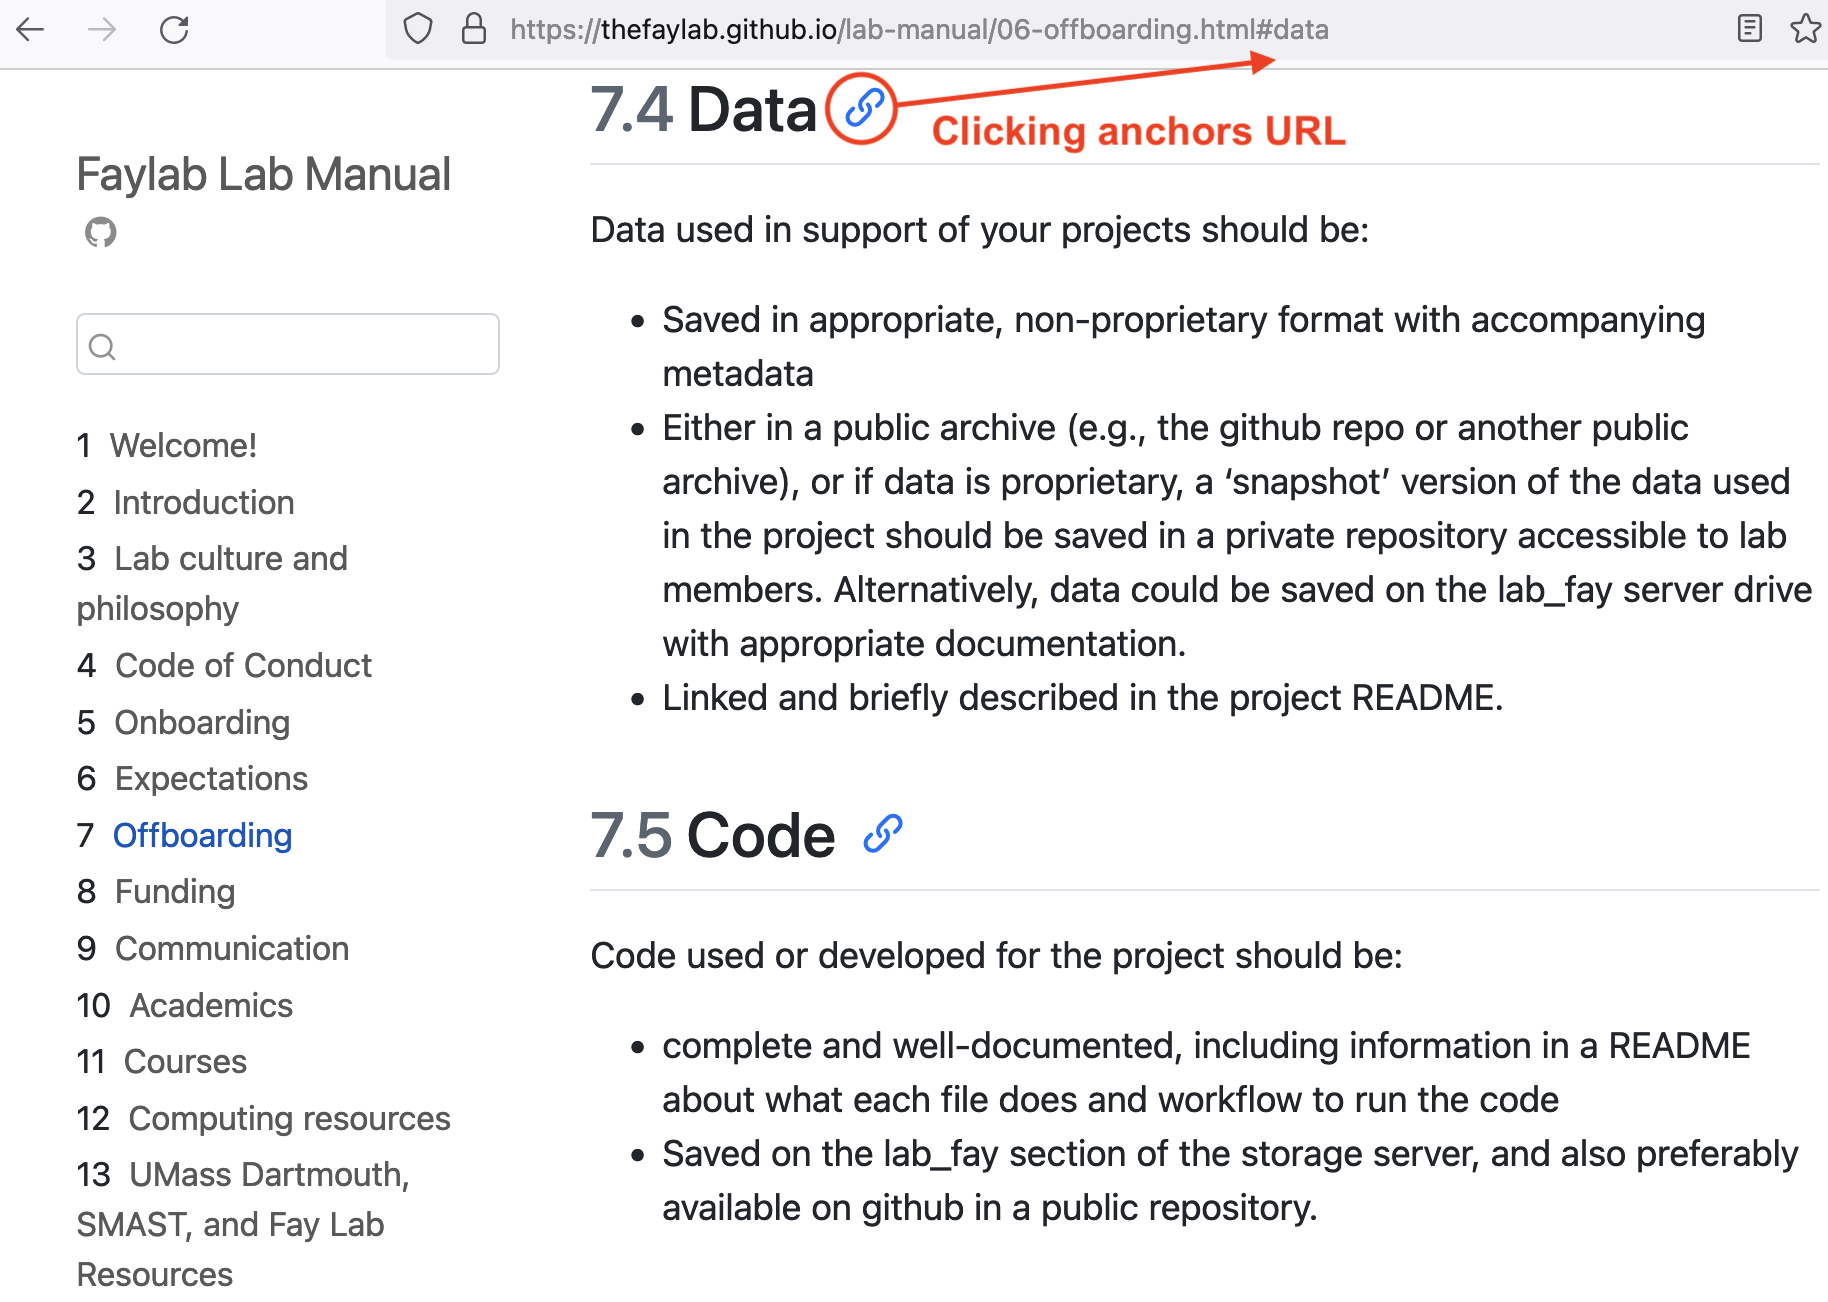 https://thefaylab.github.io/lab-manual/06-offboarding.html#data
7.4 Data
Clicking anchors URL
Faylab Lab Manual
1 Welcome!
2 Introduction
3 Lab culture and
philosophy
4 Code of Conduct
5 Onboarding
6 Expectations
7 Offboarding
8 Funding
9 Communication
10 Academics
11 Courses
12 Computing resources
13 UMass Dartmouth,
SMAST, and Fay Lab
Resources
Data used in support of your projects should be:
• Saved in appropriate, non-proprietary format with accompanying
metadata
• Either in a public archive (e.g., the github repo or another public
archive), or if data is proprietary, a ‘snapshot’ version of the data used
in the project should be saved in a private repository accessible to lab
members. Alternatively, data could be saved on the lab_fay server drive
with appropriate documentation.
• Linked and briefly described in the project README.
7.5 Code
Code used or developed for the project should be:
• complete and well-documented, including information in a README
about what each file does and workflow to run the code
• Saved on the lab_fay section of the storage server, and also preferably
available on github in a public repository.